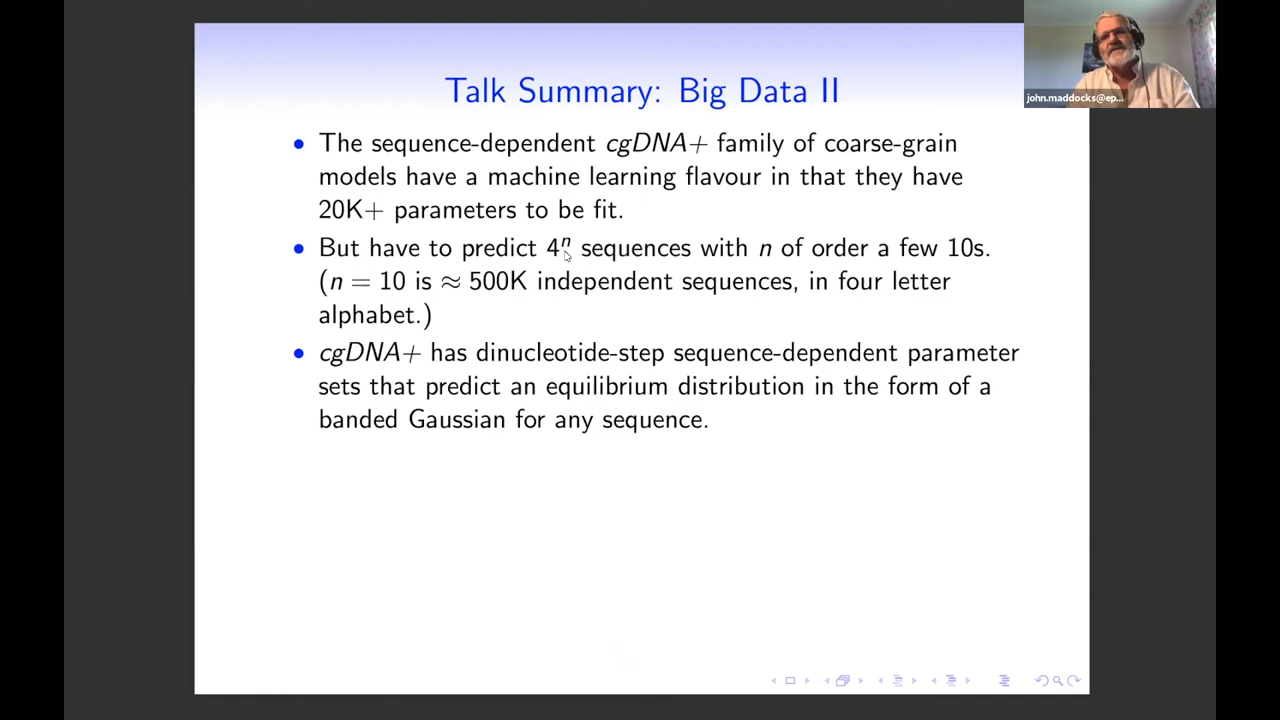 Talk Summary: Big Data II
john.maddocks@ep...
• The sequence-dependent cgDNA+ family of coarse-grain
models have a machine learning flavour in that they have
20K+ parameters to be fit.
• But have to predict 4ⁿ sequences with n of order a few 10s.
(n = 10 is ≈ 500K independent sequences, in four letter
alphabet.)
• cgDNA+ has dinucleotide-step sequence-dependent parameter
sets that predict an equilibrium distribution in the form of a
banded Gaussian for any sequence.